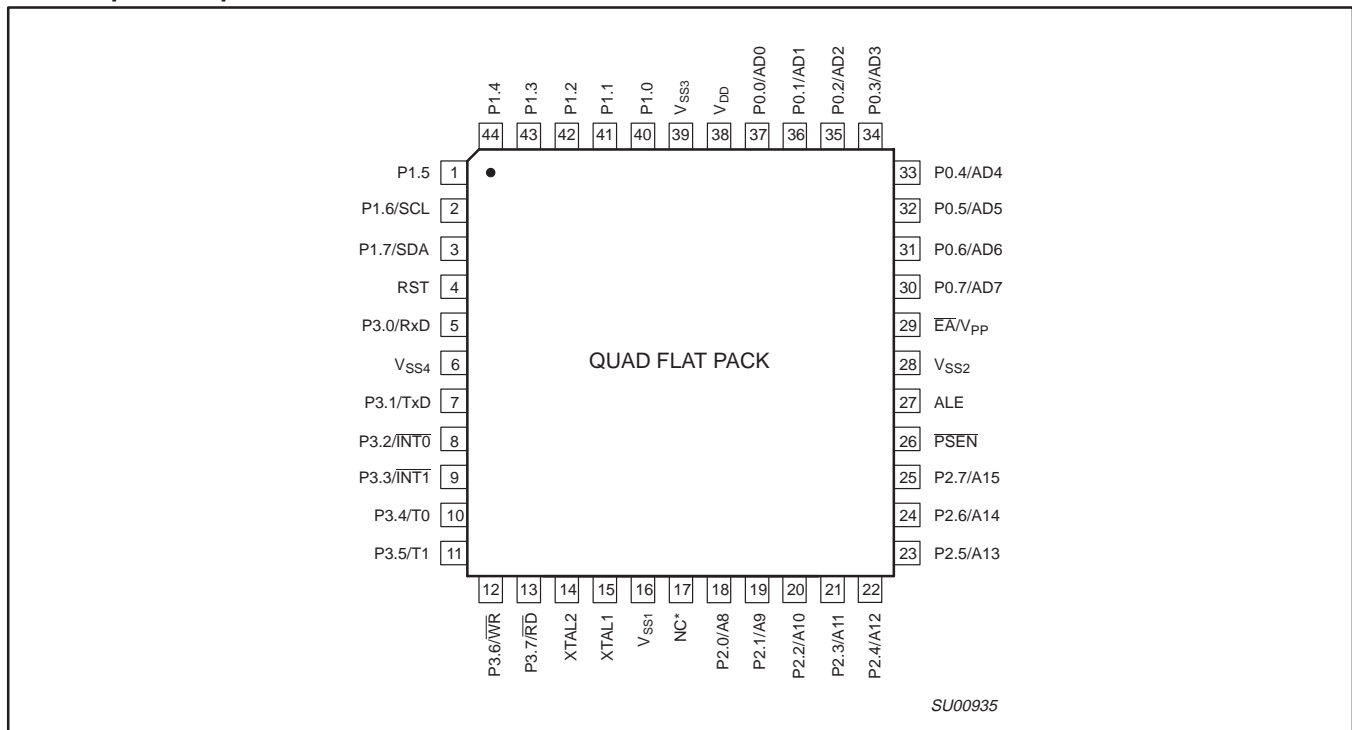 P1.4
P1.3
P1.2
P1.1
P1.0
VSS3
VDD
P0.0/AD0
P0.1/AD1
P0.2/AD2
P0.3/AD3
44 43 42 41 40 39 38 37 36 35 34
P1.5 1 33 P0.4/AD4
P1.6/SCL 2 32 P0.5/AD5
P1.7/SDA 3 31 P0.6/AD6
RST 4 30 P0.7/AD7
P3.0/RxD 5 29 E̅A̅/VPP
VSS4 6 QUAD FLAT PACK 28 VSS2
P3.1/TxD 7 27 ALE
P3.2/I̅N̅T̅0̅ 8 26 P̅S̅E̅N̅
P3.3/I̅N̅T̅1̅ 9 25 P2.7/A15
P3.4/T0 10 24 P2.6/A14
P3.5/T1 11 23 P2.5/A13
12 13 14 15 16 17 18 19 20 21 22
P3.6/W̅R̅
P3.7/R̅D̅
XTAL2
XTAL1
VSS1
NC*
P2.0/A8
P2.1/A9
P2.2/A10
P2.3/A11
P2.4/A12
SU00935